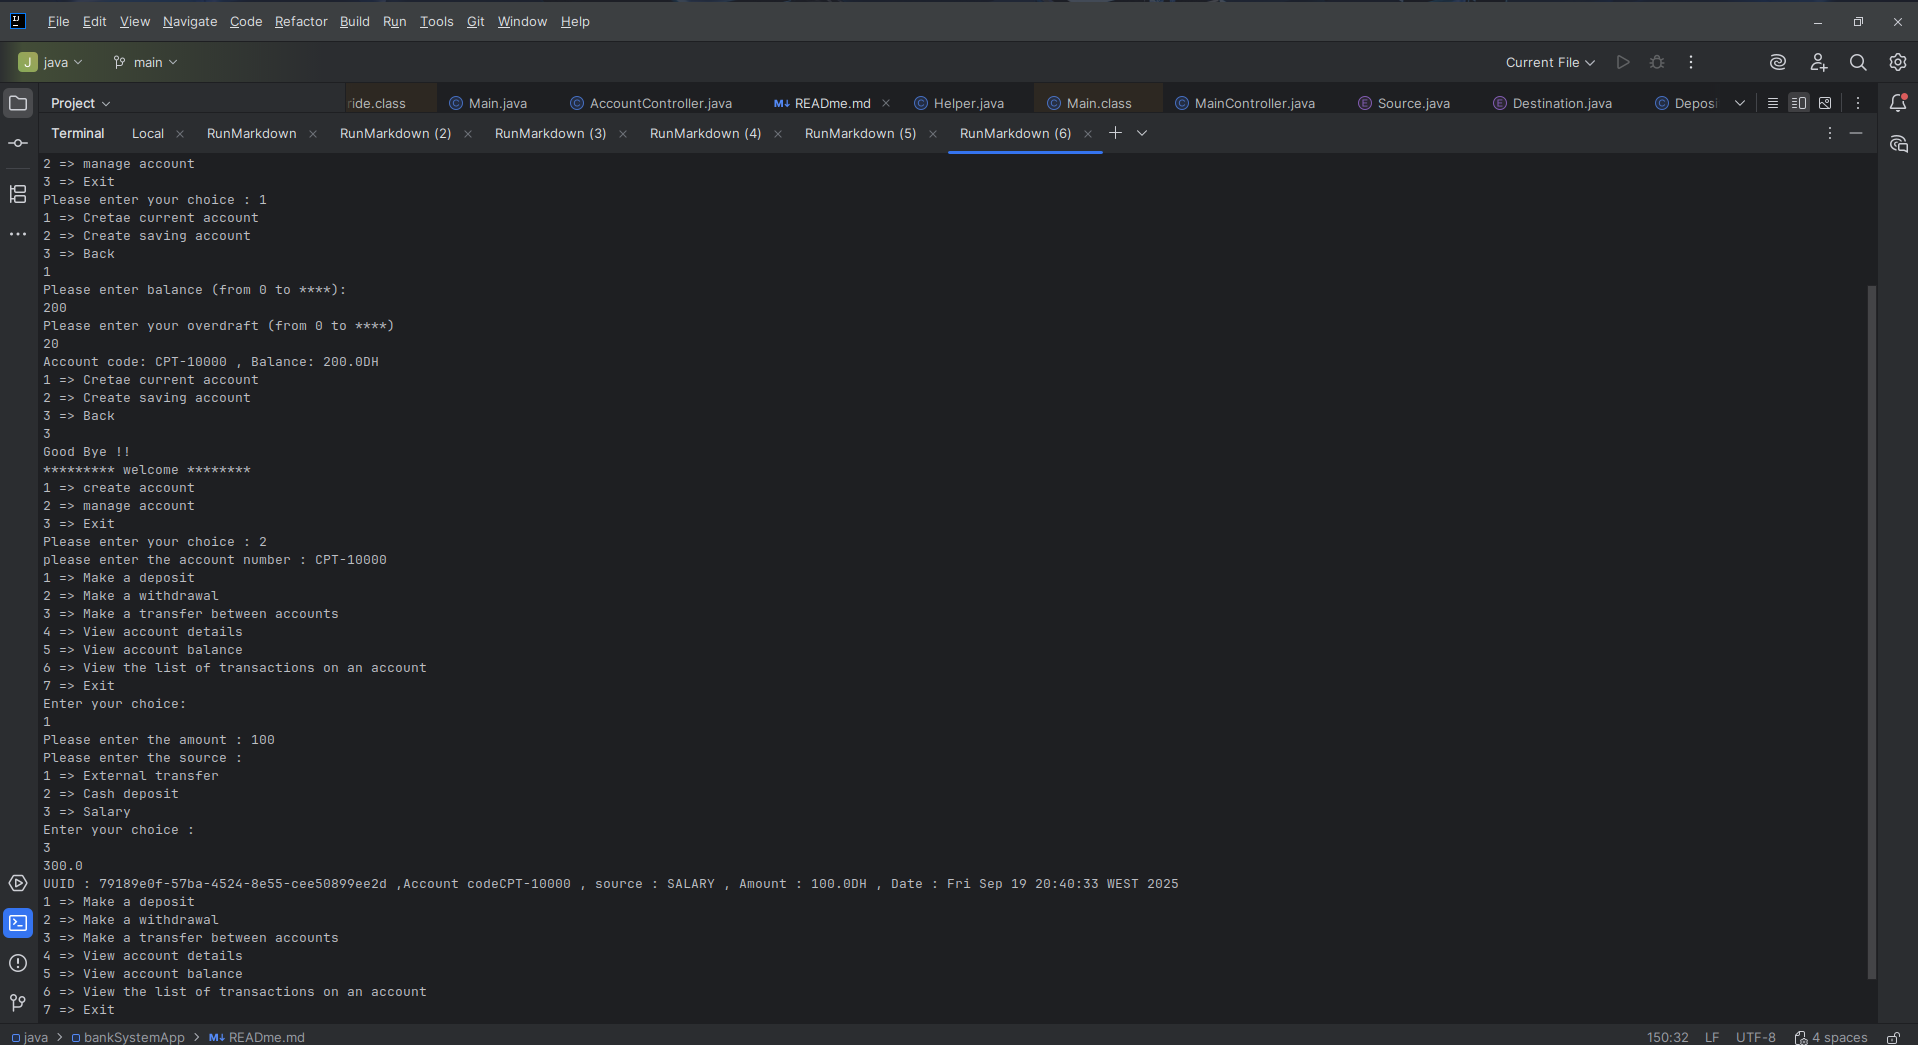 File Edit View Navigate Code Refactor Build Run Tools Git Window Help
J java main Current File
Project ride.class Main.java AccountController.java M↓ READme.md Helper.java Main.class MainController.java Source.java Destination.java Deposi
Terminal Local RunMarkdown RunMarkdown (2) RunMarkdown (3) RunMarkdown (4) RunMarkdown (5) RunMarkdown (6)
2 => manage account
3 => Exit
Please enter your choice : 1
1 => Cretae current account
2 => Create saving account
3 => Back
1
Please enter balance (from 0 to ****):
200
Please enter your overdraft (from 0 to ****)
20
Account code: CPT-10000 , Balance: 200.0DH
1 => Cretae current account
2 => Create saving account
3 => Back
3
Good Bye !!
********* welcome ********
1 => create account
2 => manage account
3 => Exit
Please enter your choice : 2
please enter the account number : CPT-10000
1 => Make a deposit
2 => Make a withdrawal
3 => Make a transfer between accounts
4 => View account details
5 => View account balance
6 => View the list of transactions on an account
7 => Exit
Enter your choice:
1
Please enter the amount : 100
Please enter the source :
1 => External transfer
2 => Cash deposit
3 => Salary
Enter your choice :
3
300.0
UUID : 79189e0f-57ba-4524-8e55-cee50899ee2d ,Account codeCPT-10000 , source : SALARY , Amount : 100.0DH , Date : Fri Sep 19 20:40:33 WEST 2025
1 => Make a deposit
2 => Make a withdrawal
3 => Make a transfer between accounts
4 => View account details
5 => View account balance
6 => View the list of transactions on an account
7 => Exit
java > bankSystemApp > M↓ READme.md 150:32 LF UTF-8 4 spaces